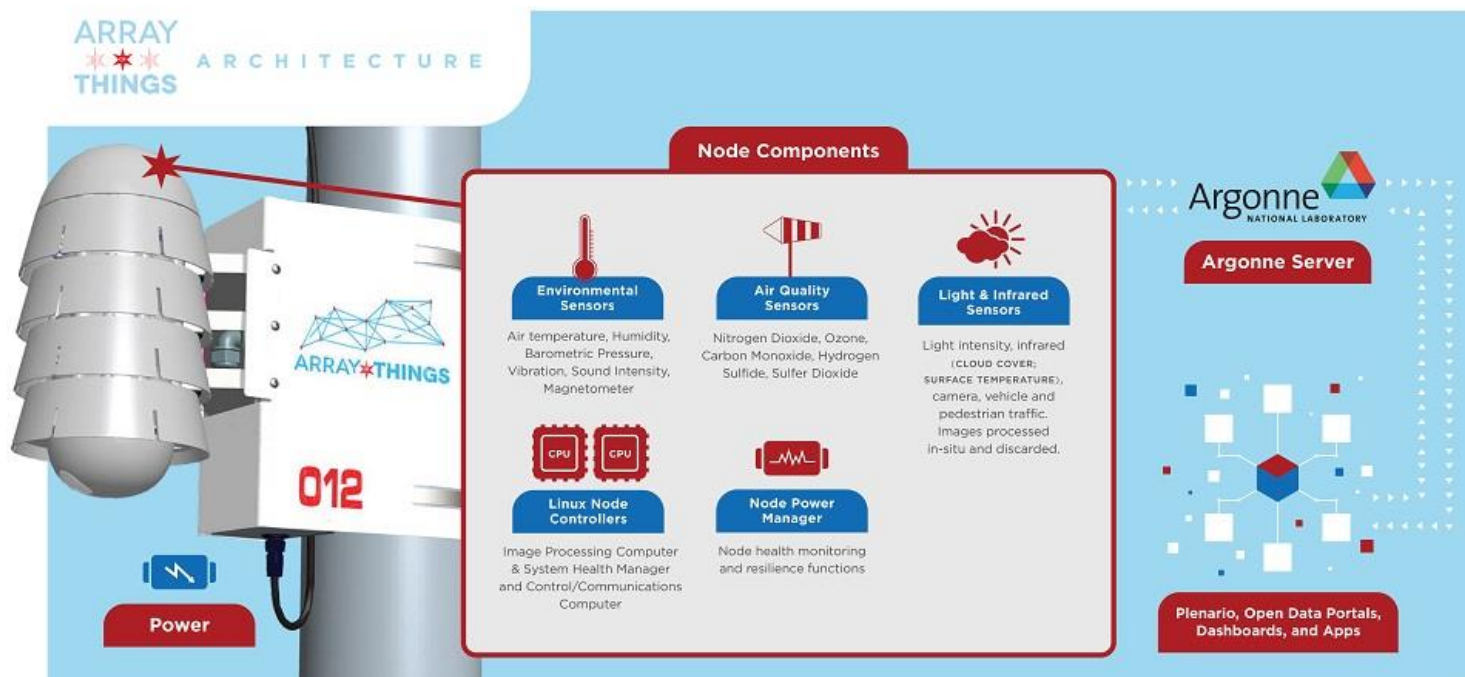 ARRAY
THINGS
ARCHITECTURE
Node Components
Environmental
Sensors
Air temperature, Humidity,
Barometric Pressure,
Vibration, Sound Intensity,
Magnetometer
Air Quality
Sensors
Nitrogen Dioxide, Ozone,
Carbon Monoxide, Hydrogen
Sulfide, Sulfer Dioxide
Light & Infrared
Sensors
Light intensity, infrared
(CLOUD COVER;
SURFACE TEMPERATURE),
camera, vehicle and
pedestrian traffic.
Images processed
in-situ and discarded.
CPU
CPU
Linux Node
Controllers
Image Processing Computer
& System Health Manager
and Control/Communications
Computer
Node Power
Manager
Node health monitoring
and resilience functions
ARRAY THINGS
012
Power
Argonne
NATIONAL LABORATORY
Argonne Server
Plenario, Open Data Portals,
Dashboards, and Apps